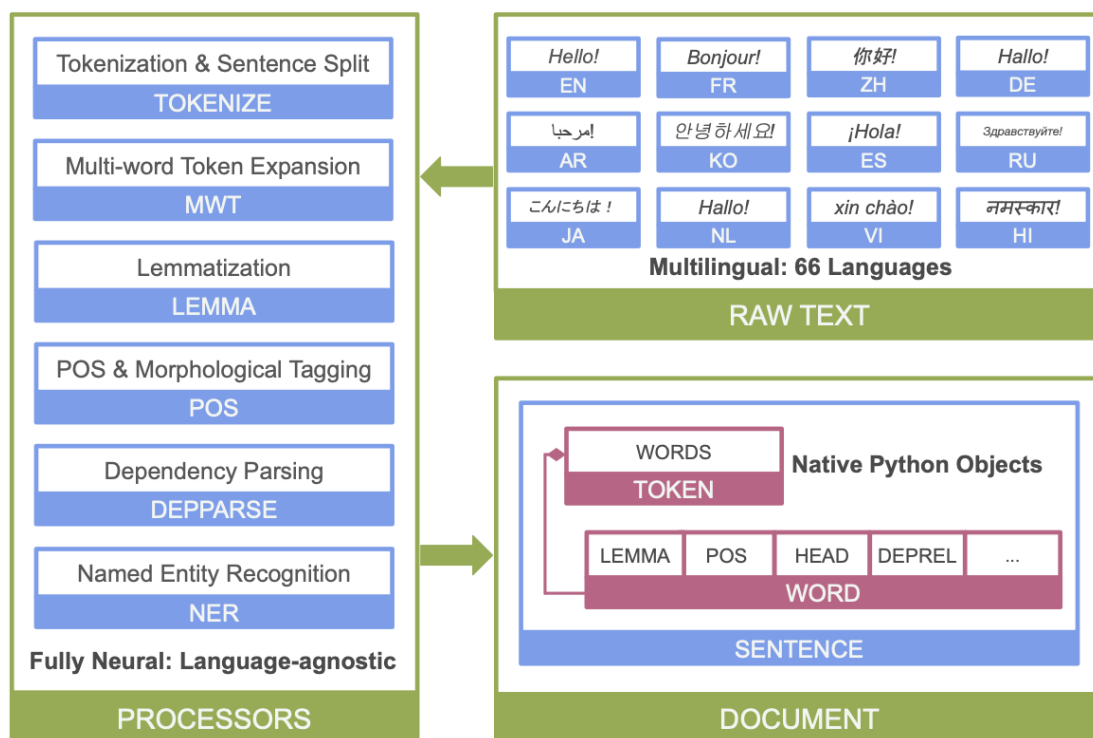 Tokenization & Sentence Split
TOKENIZE
Multi-word Token Expansion
MWT
Lemmatization
LEMMA
POS & Morphological Tagging
POS
Dependency Parsing
DEPPARSE
Named Entity Recognition
NER
Fully Neural: Language-agnostic
PROCESSORS
Hello!
EN
Bonjour!
FR
你好!
ZH
Hallo!
DE
مرحبا!
AR
안녕하세요!
KO
¡Hola!
ES
Здравствуйте!
RU
こんにちは！
JA
Hallo!
NL
xin chào!
VI
नमस्कार!
HI
Multilingual: 66 Languages
RAW TEXT
WORDS
TOKEN
Native Python Objects
LEMMA
POS
HEAD
DEPREL
...
WORD
SENTENCE
DOCUMENT